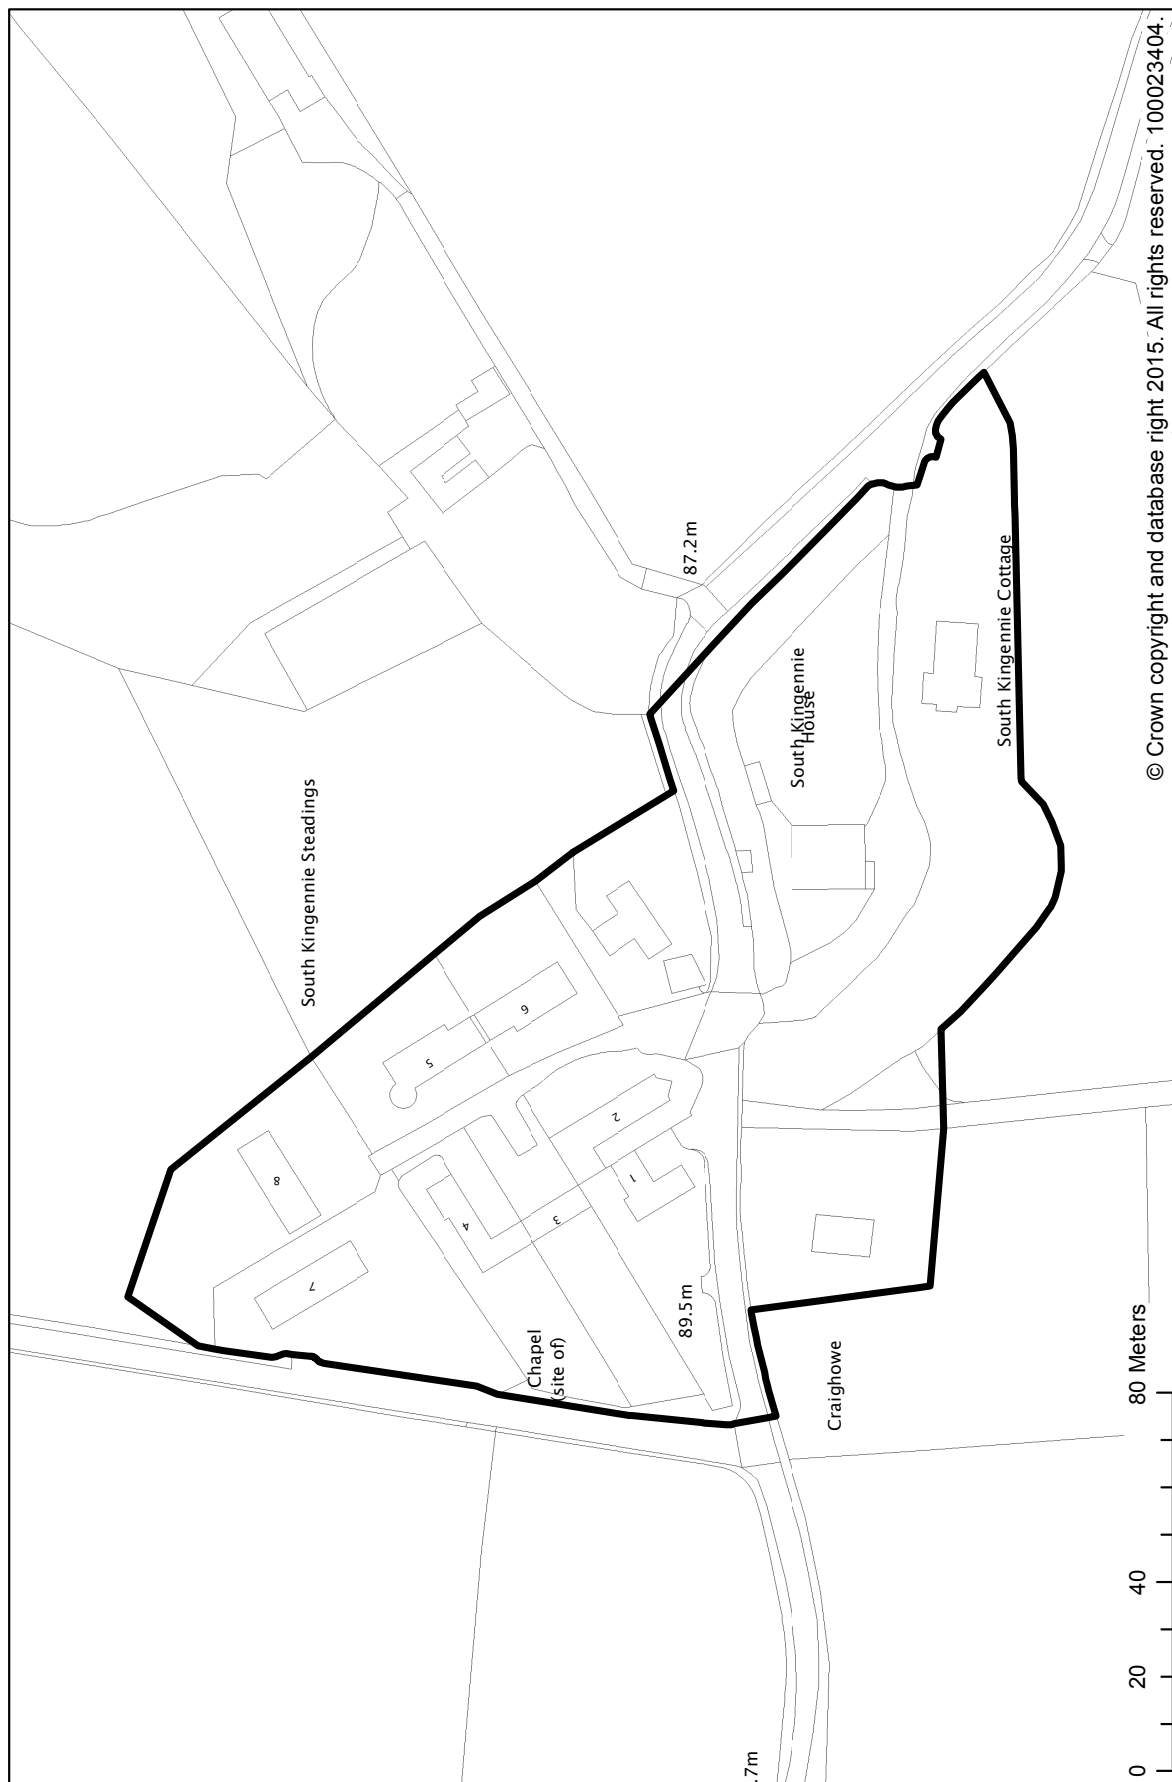 South Kingennie Steadings
87.2m
South Kingennie
House
South Kingennie Cottage
8
7
5
6
4
3
2
1
Chapel
(site of)
89.5m
Craighowe
.7m
0 20 40 80 Meters
© Crown copyright and database right 2015. All rights reserved. 100023404.